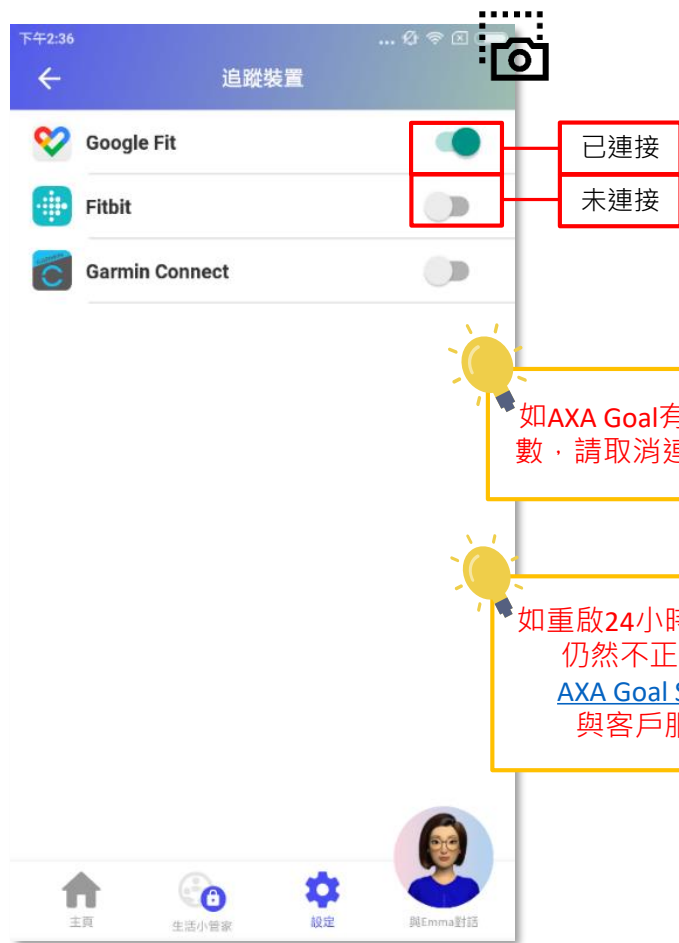 下午2:36
...
追蹤裝置
Google Fit
已連接
Fitbit
未連接
Garmin Connect
如AXA Goal有
數，請取消連
如重啟24小時
仍然不正
AXA Goal S
與客戶服
主頁
生活小管家
設定
與Emma對話